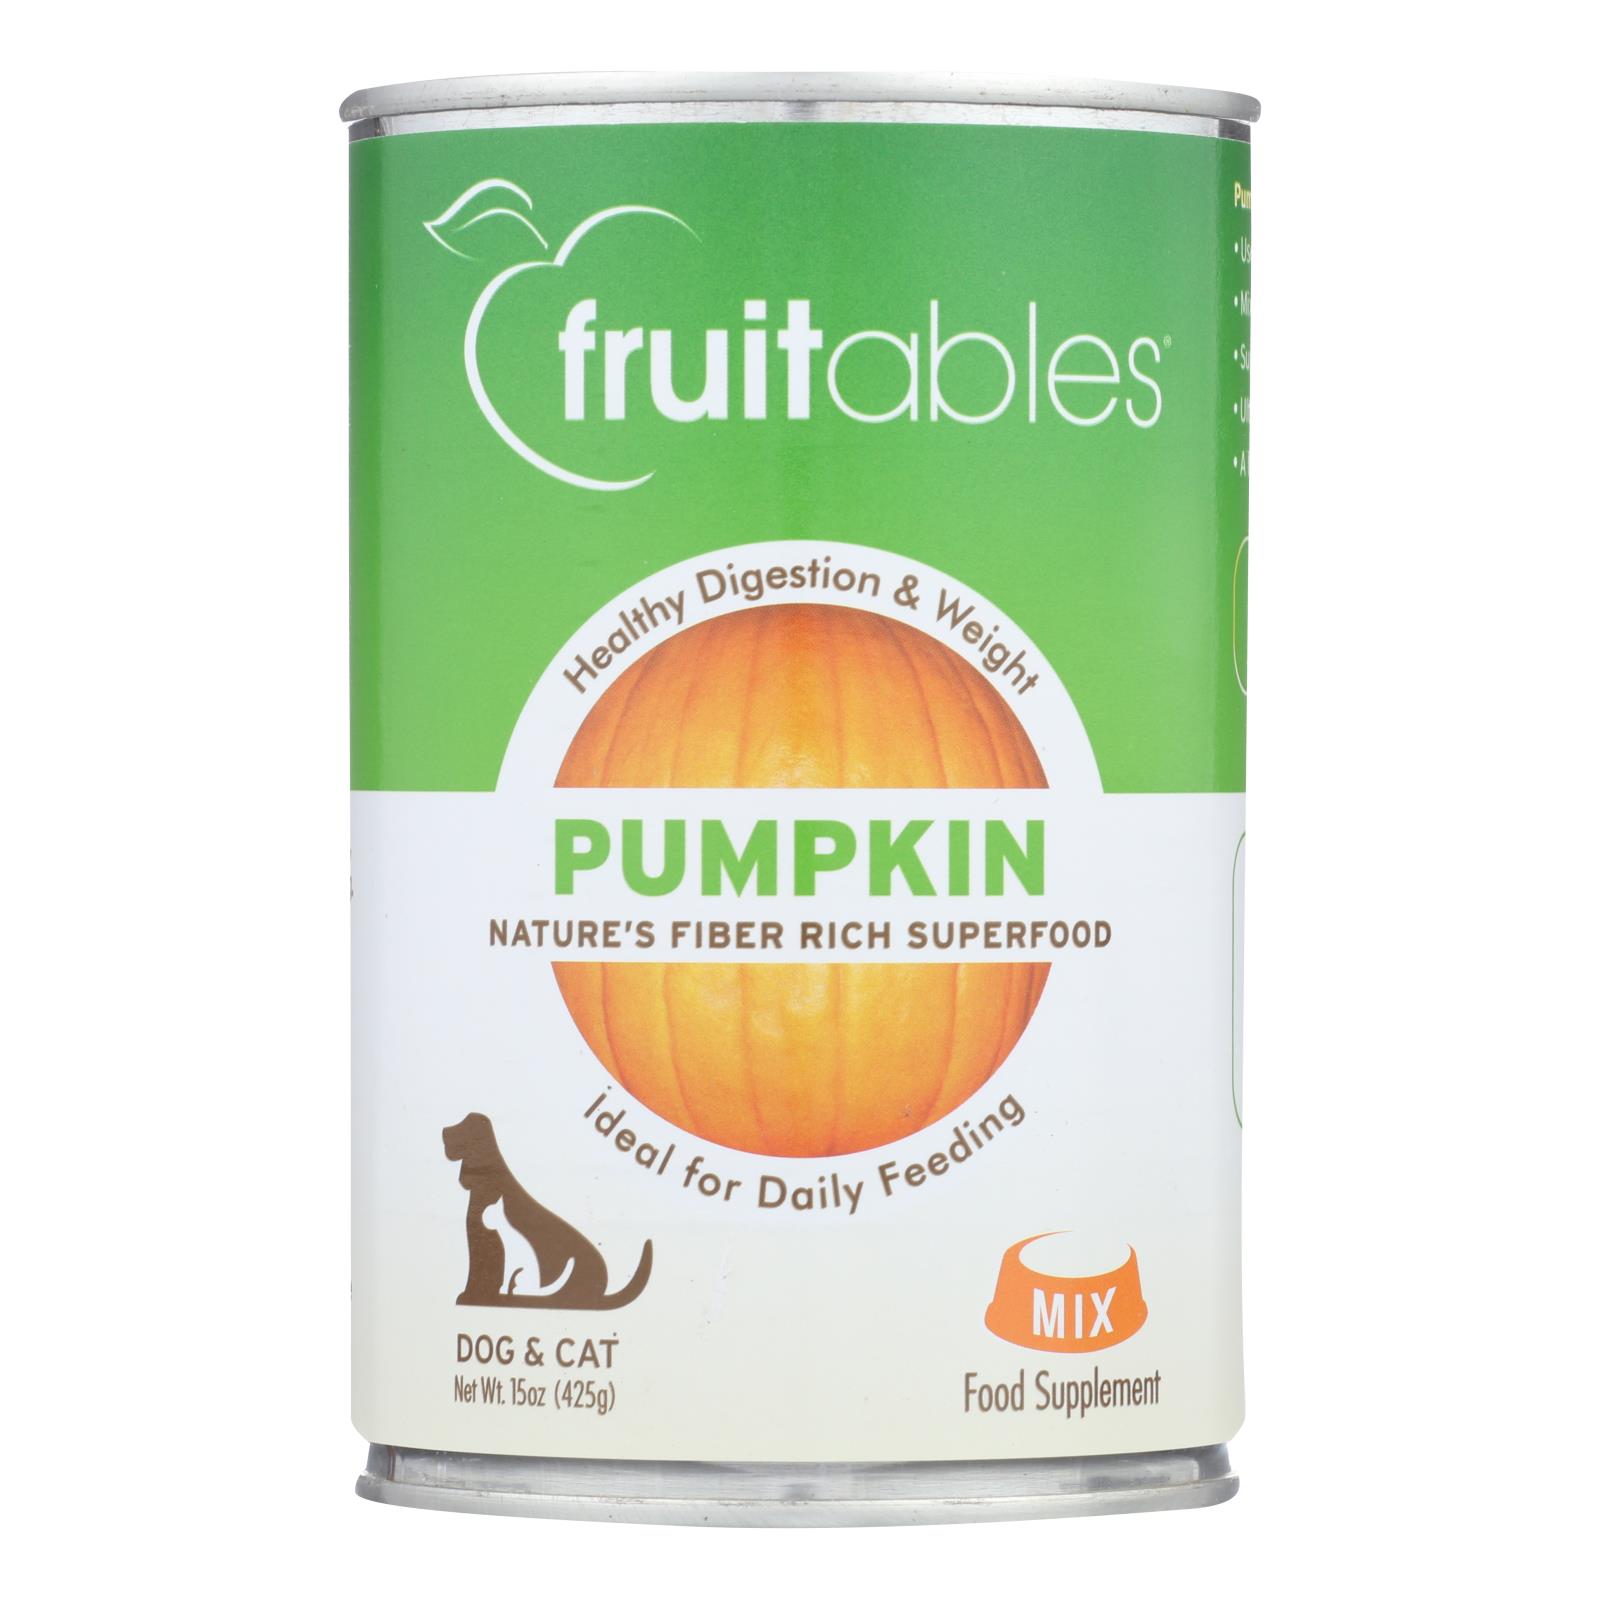 fruitables®
Healthy Digestion & Weight
PUMPKIN
NATURE'S FIBER RICH SUPERFOOD
ideal for Daily Feeding
DOG & CAT
Net Wt. 15oz (425g)
MIX
Food Supplement